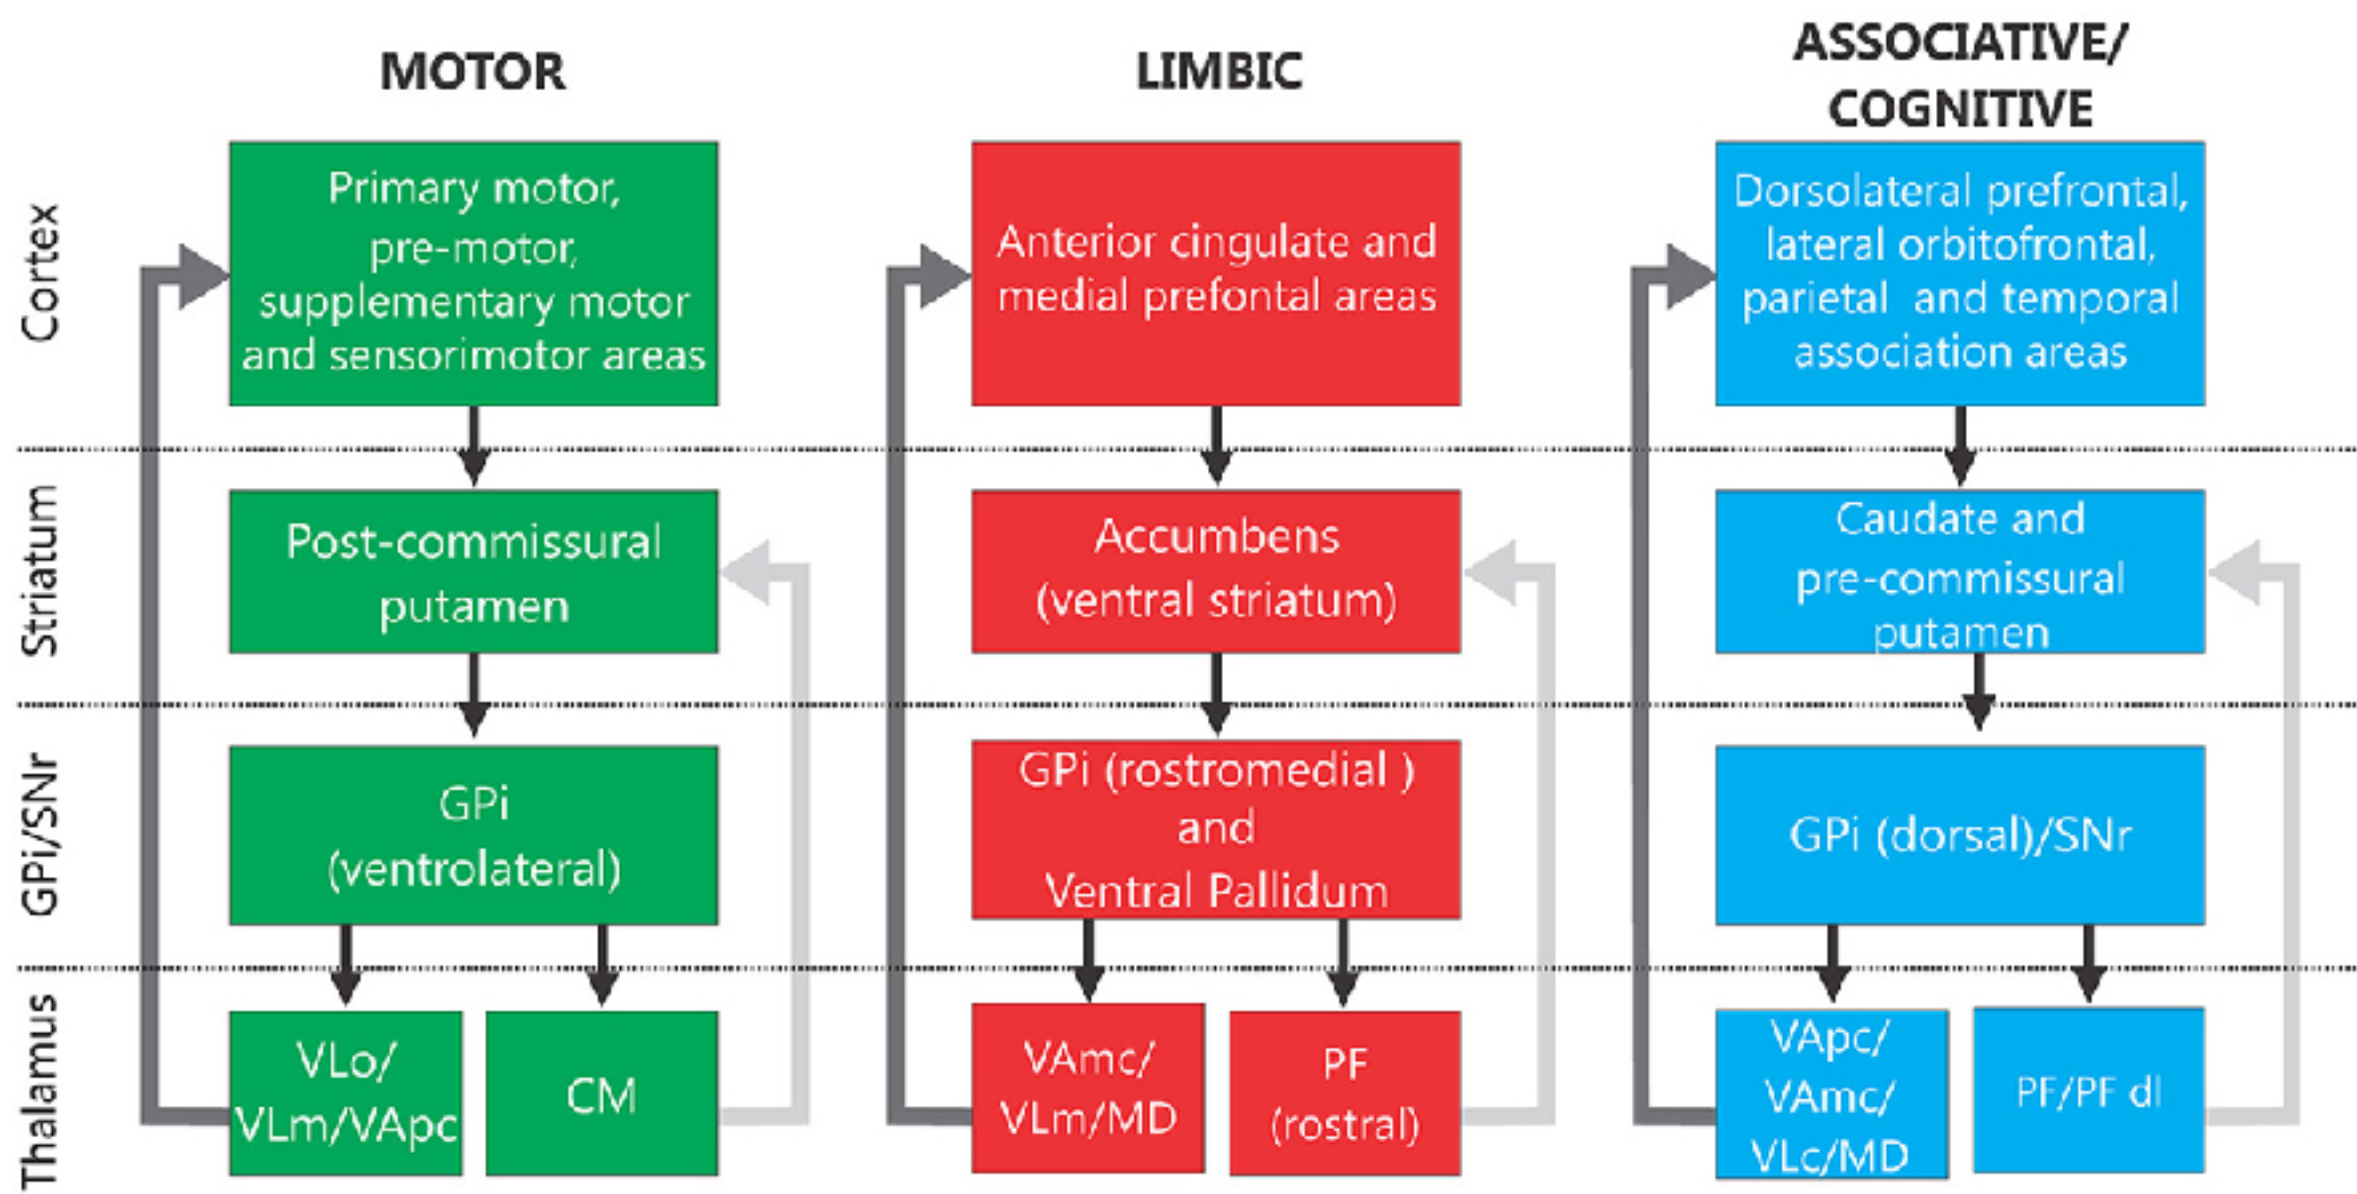 MOTOR
LIMBIC
ASSOCIATIVE/
COGNITIVE
Cortex
Primary motor,
pre-motor,
supplementary motor
and sensorimotor areas
Anterior cingulate and
medial prefontal areas
Dorsolateral prefrontal,
lateral orbitofrontal,
parietal and temporal
association areas
Striatum
Post-commissural
putamen
Accumbens
(ventral striatum)
Caudate and
pre-commissural
putamen
GPi/SNr
GPi
(ventrolateral)
GPi (rostromedial )
and
Ventral Pallidum
GPi (dorsal)/SNr
Thalamus
VLo/
VLm/VApc
CM
VAmc/
VLm/MD
PF
(rostral)
VApc/
VAmc/
VLc/MD
PF/PF dl